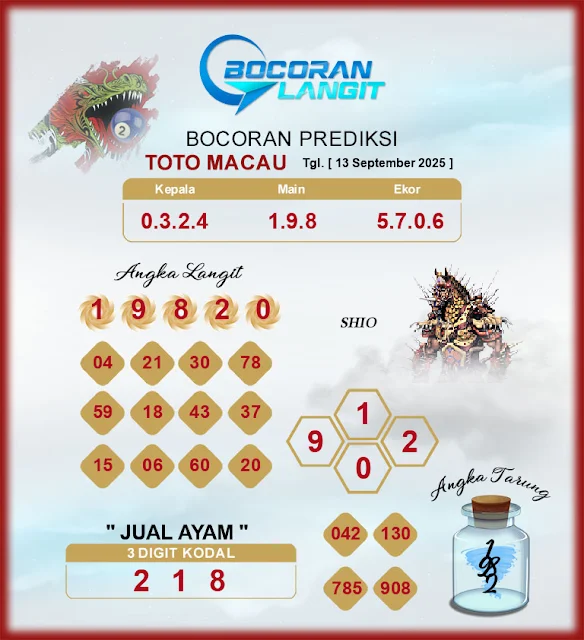 BOCORAN
LANGIT
BOCORAN PREDIKSI
TOTO MACAU Tgl. [ 13 September 2025 ]
Kepala Main Ekor
0.3.2.4 1.9.8 5.7.0.6
Angka Langit
1 9 8 2 0
SHIO
04 21 30 78
59 18 43 37
15 06 60 20
1
9 2
0
Angka Tarung
" JUAL AYAM "
3 DIGIT KODAL
2 1 8
042 130
785 908
2